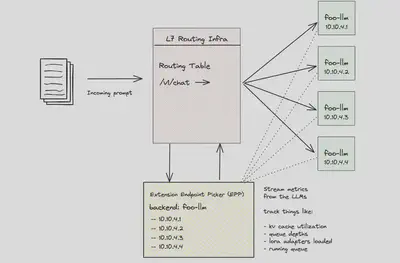 L7 Routing Infra
Routing Table
/v1/chat
Incoming prompt
foo-llm
10.10.4.1
foo-llm
10.10.4.2
foo-llm
10.10.4.3
foo-llm
10.10.4.4
Extension Endpoint Picker (EPP)
backend: foo-llm
-- 10.10.4.1
-- 10.10.4.2
-- 10.10.4.3
-- 10.10.4.4
Stream metrics
from the LLMs
track things like:
- kv cache utilization
- queue depths
- lora adapters loaded
- running queue